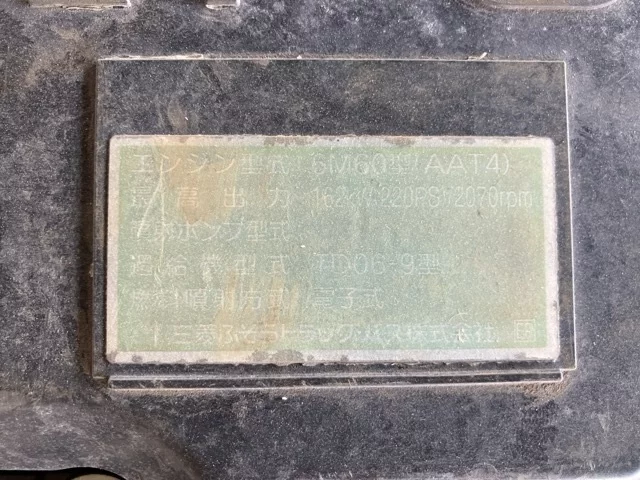 エンジン型式 6M60型(AAT4)
最高出力 162kW{220PS}/2070rpm
ポンプ型式
過給機型式 TD06-9型
燃料噴射方式 電子式
三菱ふそうトラック・バス株式会社